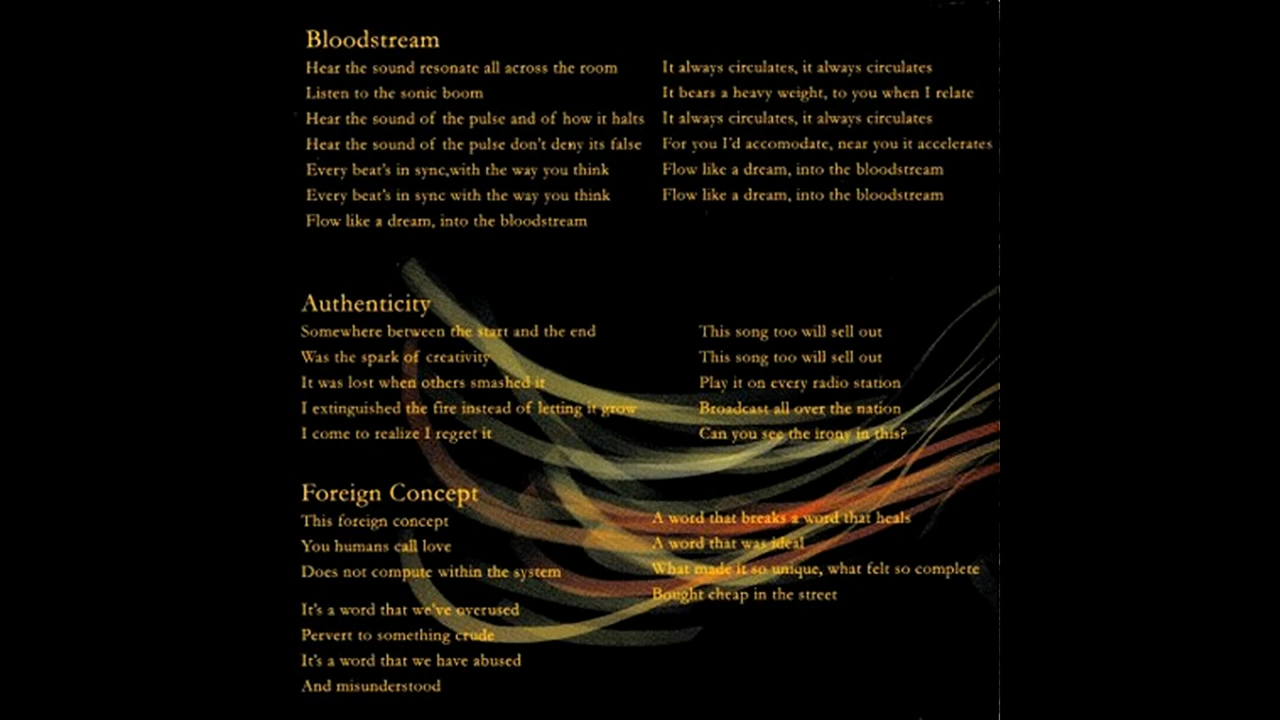 Bloodstream
Hear the sound resonate all across the room
Listen to the sonic boom
Hear the sound of the pulse and of how it halts
Hear the sound of the pulse don't deny its false
Every beat's in sync,with the way you think
Every beat's in sync with the way you think
Flow like a dream, into the bloodstream
It always circulates, it always circulates
It bears a heavy weight, to you when I relate
It always circulates, it always circulates
For you I'd accomodate, near you it accelerates
Flow like a dream, into the bloodstream
Flow like a dream, into the bloodstream
Authenticity
Somewhere between the start and the end
Was the spark of creativity
It was lost when others smashed it
I extinguished the fire instead of letting it grow
I come to realize I regret it
This song too will sell out
This song too will sell out
Play it on every radio station
Broadcast all over the nation
Can you see the irony in this?
Foreign Concept
This foreign concept
You humans call love
Does not compute within the system
It's a word that we've overused
Pervert to something crude
It's a word that we have abused
And misunderstood
A word that breaks a word that heals
A word that was ideal
What made it so unique, what felt so complete
Bought cheap in the street